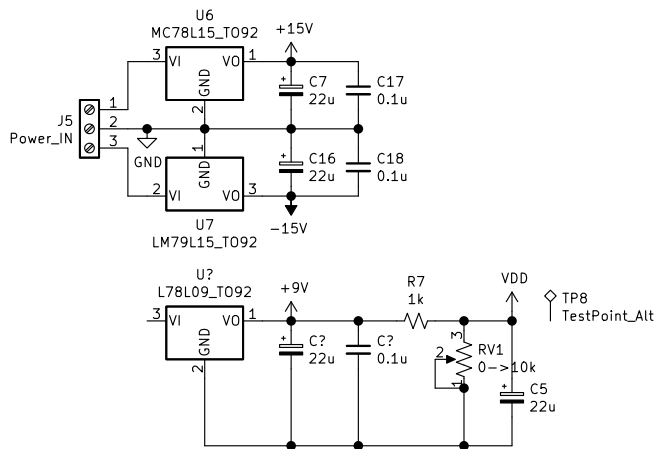 U6
MC78L15_TO92
+15V
3 VI VO 1
GND
2
C7
22u
C17
0.1u
J5
Power_IN
1
2
3
GND
1
GND
2 VI VO 3
C16
22u
C18
0.1u
-15V
U7
LM79L15_TO92
U?
L78L09_TO92
+9V
3 VI VO 1
GND
2
C?
22u
C?
0.1u
R7
1k
VDD
TP8
TestPoint_Alt
3
2
1
RV1
0->10k
C5
22u